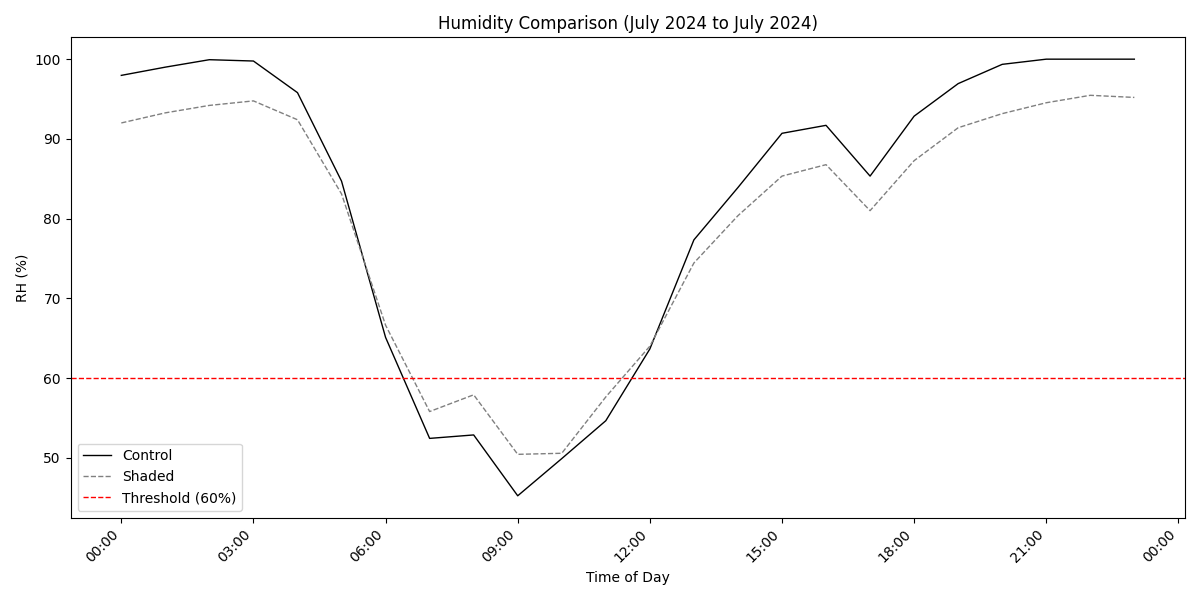 Humidity Comparison (July 2024 to July 2024)
RH (%)
100
90
80
70
60
50
Control
Shaded
Threshold (60%)
00:00
03:00
06:00
09:00
12:00
15:00
18:00
21:00
00:00
Time of Day